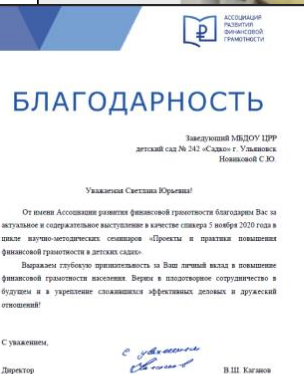 АССОЦИАЦИЯ
РАЗВИТИЯ
ФИНАНСОВОЙ
ГРАМОТНОСТИ
БЛАГОДАРНОСТЬ
Заведующий МБДОУ ЦРР
детский сад № 242 «Садко» г. Ульяновск
Новиковой С.Ю.
Уважаемая Светлана Юрьевна!
От имени Ассоциации развития финансовой грамотности благодарим Вас за
актуальное и содержательное выступление в качестве спикера 5 ноября 2020 года в
цикле научно-методических семинаров «Проекты и практики повышения
финансовой грамотности в детских садах».
Выражаем глубокую признательность за Ваш личный вклад в повышение
финансовой грамотности населения. Верим в плодотворное сотрудничество в
будущем и в укрепление сложившихся эффективных деловых и дружеский
отношений!
С уважением,
с уважением
Директор
В.Ш. Каганов